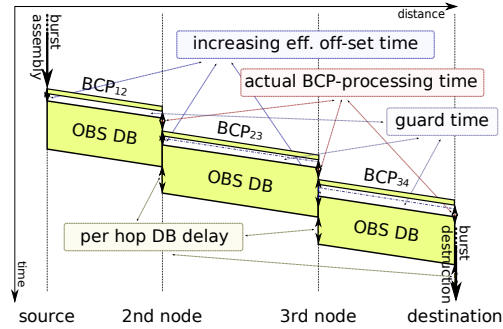 distance
burst
assembly
increasing eff. off-set time
BCP12
actual BCP-processing time
guard time
OBS DB
BCP23
OBS DB
BCP34
OBS DB
per hop DB delay
burst
destruction
time
source
2nd node
3rd node
destination